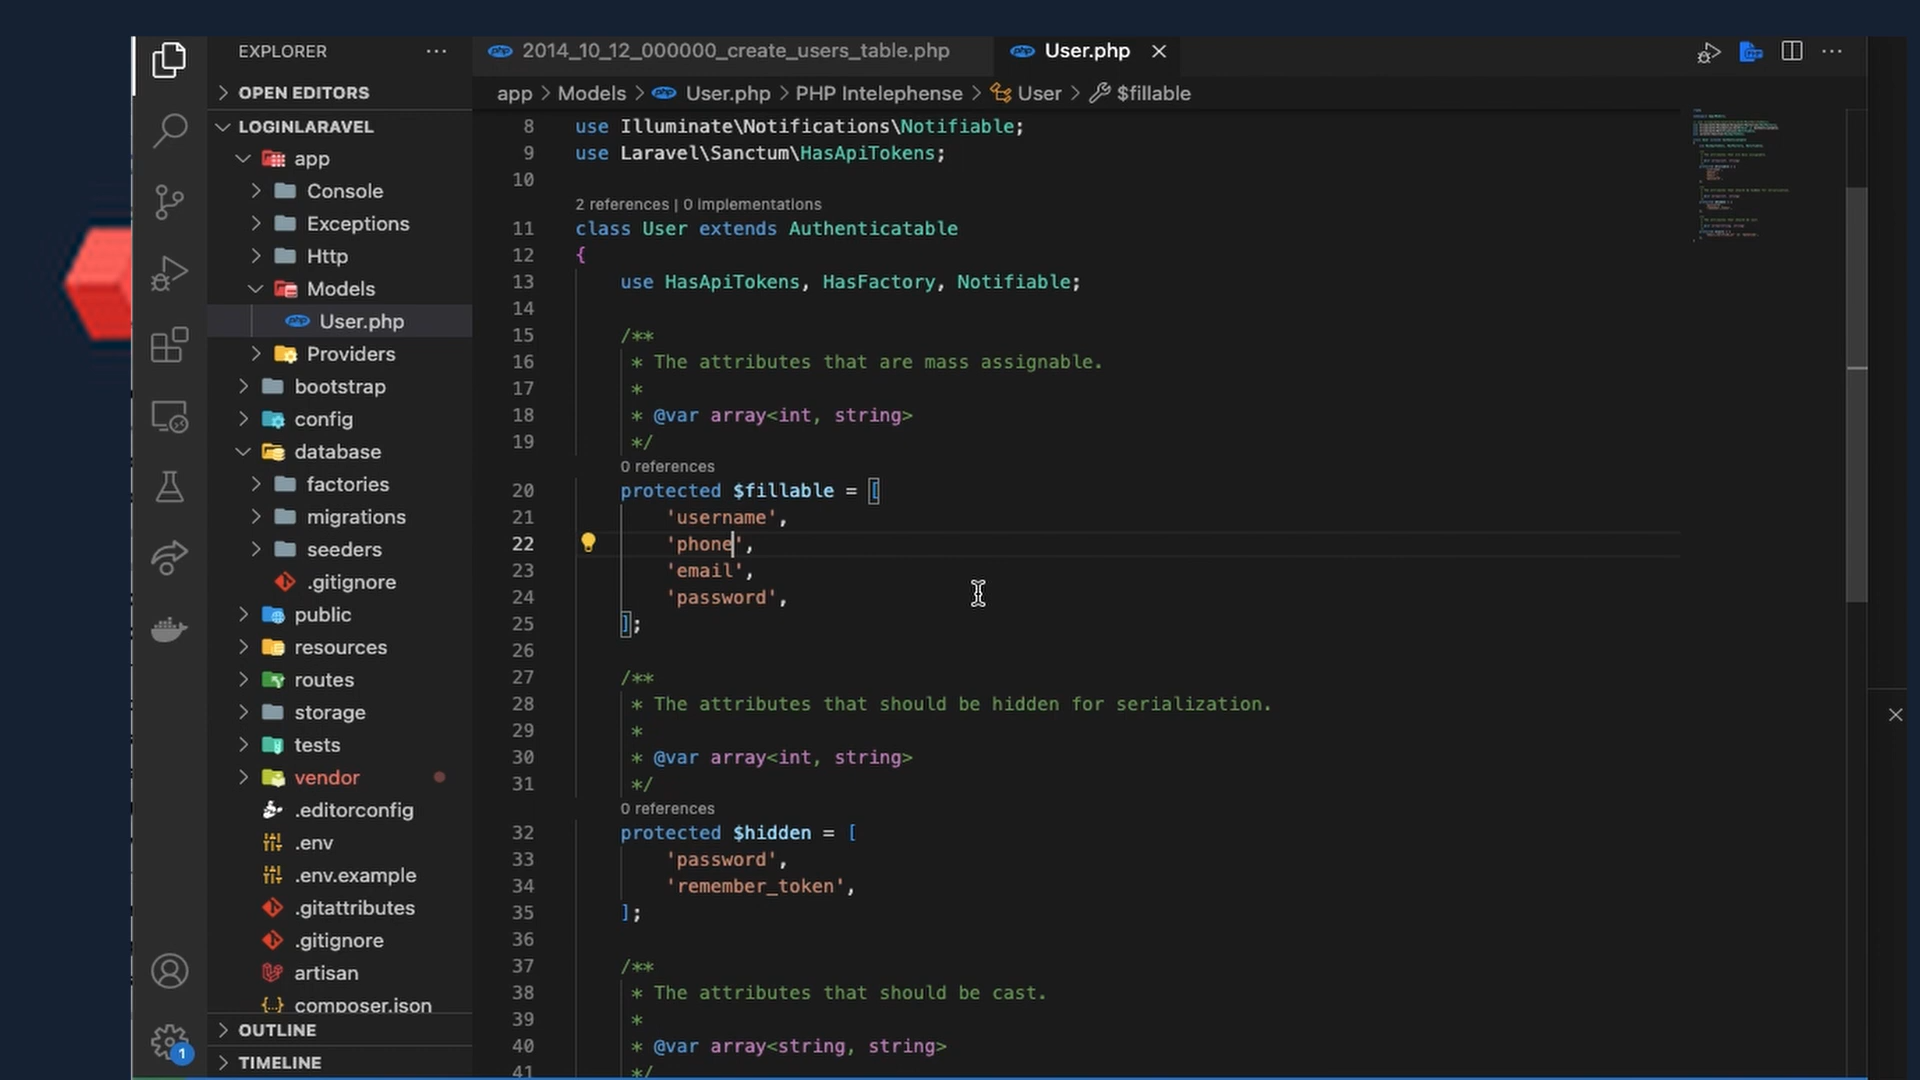 EXPLORER
OPEN EDITORS
LOGINLARAVEL
app
Console
Exceptions
Http
Models
User.php
Providers
bootstrap
config
database
factories
migrations
seeders
.gitignore
public
resources
routes
storage
tests
vendor
.editorconfig
.env
.env.example
.gitattributes
.gitignore
artisan
composer.json
OUTLINE
TIMELINE
1
php 2014_10_12_000000_create_users_table.php
php User.php
app > Models > php User.php > PHP Intelephense > User > $fillable
8 use Illuminate\Notifications\Notifiable;
9 use Laravel\Sanctum\HasApiTokens;
10
2 references | 0 implementations
11 class User extends Authenticatable
12 {
13 use HasApiTokens, HasFactory, Notifiable;
14
15 /**
16 * The attributes that are mass assignable.
17 *
18 * @var array<int, string>
19 */
0 references
20 protected $fillable = [
21 'username',
22 'phone',
23 'email',
24 'password',
25 ];
26
27 /**
28 * The attributes that should be hidden for serialization.
29 *
30 * @var array<int, string>
31 */
0 references
32 protected $hidden = [
33 'password',
34 'remember_token',
35 ];
36
37 /**
38 * The attributes that should be cast.
39 *
40 * @var array<string, string>
41 */